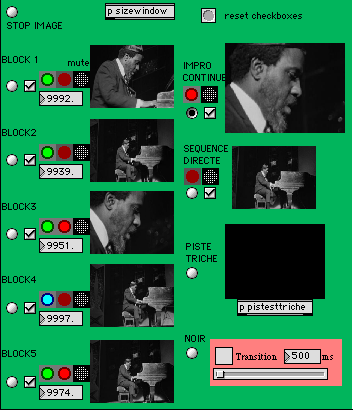 p sizewindow
STOP IMAGE
reset checkboxes
BLOCK 1
mute
9992.
BLOCK2
9939.
BLOCK3
9951.
BLOCK4
9997.
BLOCK5
9974.
IMPRO
CONTINUE
SEQUENCE
DIRECTE
PISTE
TRICHE
p pistesttriche
NOIR
Transition 500 ms